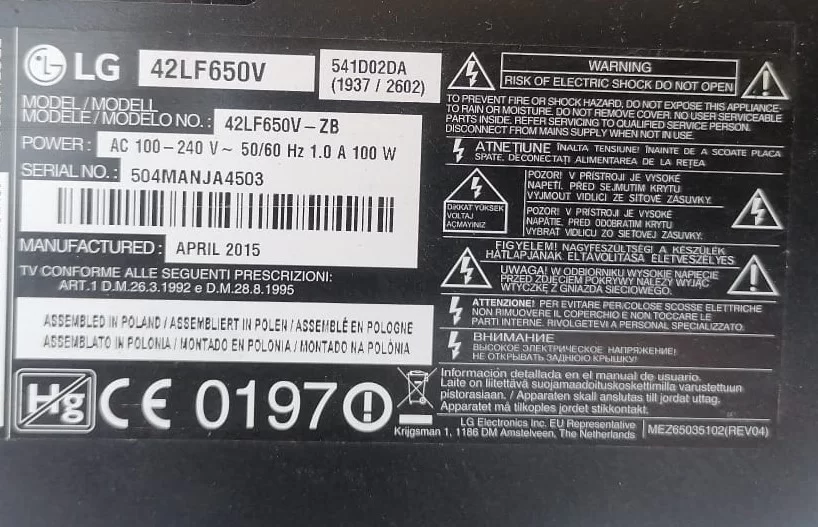 LG
42LF650V
541D02DA
(1937 / 2602)
MODEL / MODELL
MODELE / MODELO NO. :
42LF650V-ZB
POWER :
AC 100-240 V ~ 50/60 Hz 1.0 A 100 W
SERIAL NO. :
504MANJA4503
MANUFACTURED :
APRIL 2015
TV CONFORME ALLE SEGUENTI PRESCRIZIONI:
ART.1 D.M.26.3.1992 e D.M.28.8.1995
ASSEMBLED IN POLAND / ASSEMBLIERT IN POLEN / ASSEMBLÉ EN POLOGNE
ASSEMBLATO IN POLONIA / MONTADO EN POLONIA / MONTADO NA POLÓNIA
Hg
CE 0197
WARNING
RISK OF ELECTRIC SHOCK DO NOT OPEN
TO PREVENT FIRE OR SHOCK HAZARD, DO NOT EXPOSE THIS APPLIANCE-
TO RAIN OR MOISTURE. DO NOT REMOVE COVER. NO USER SERVICEABLE
PARTS INSIDE. REFER SERVICING TO QUALIFIED SERVICE PERSON.
DISCONNECT FROM MAINS SUPPLY WHEN NOT IN USE.
ATNEŢIUNE ÎNALTA TENSIUNE! ÎNAINTE DE A SCOATE PLACA
SPATE, DECONECTAŢI ALIMENTAREA DE LA REŢEA
DIKKAT YÜKSEK
VOLTAJ
AÇMAYINIZ
POZOR! V PŘÍSTROJI JE VYSOKÉ
NAPĚTÍ. PŘED SEJMUTÍM KRYTU
VYJMOUT VIDLICI ZE SÍŤOVÉ ZÁSUVKY.
POZOR! V PRÍSTROJI JE VYSOKÉ
NAPÄTIE. PRED ODOBRATÍM KRYTU
VYBRAŤ VIDLICU ZO SIEŤOVEJ ZÁSUVKY.
FIGYELEM! NAGYFESZÜLTSÉG! A KÉSZÜLÉK
HÁTLAPJÁNAK ELTÁVOLÍTÁSA ÉLETVESZÉLYES
UWAGA! W ODBIORNIKU WYSOKIE NAPIĘCIE
PRZED ZDJĘCIEM POKRYWY NALEŻY WYJĄĆ
WTYCZKĘ Z GNIAZDA SIECIOWEGO.
ATTENZIONE! PER EVITARE PERICOLOSE SCOSSE ELETTRICHE
NON RIMUOVERE IL COPERCHIO E NON TOCCARE LE
PARTI INTERNE. RIVOLGETEVI A PERSONAL SPECIALIZZATO.
ВНИМАНИЕ
ВЫСОКОЕ ЭЛЕКТРИЧЕСКОЕ НАПРЯЖЕНИЕ!
НЕ ОТКРЫВАТЬ ЗАДНЮЮ КРЫШКУ!
Información detallada en el manual de usuario.
Laite on liitettävä suojamaadoituskoskettimilla varustettuun
pistorasiaan. / Apparaten skall anslutas till jordat uttag.
Apparatet må tilkoples jordet stikkontakt.
LG Electronics Inc. EU Representative
Krijgsman 1, 1186 DM Amstelveen, The Netherlands
MEZ65035102(REV04)